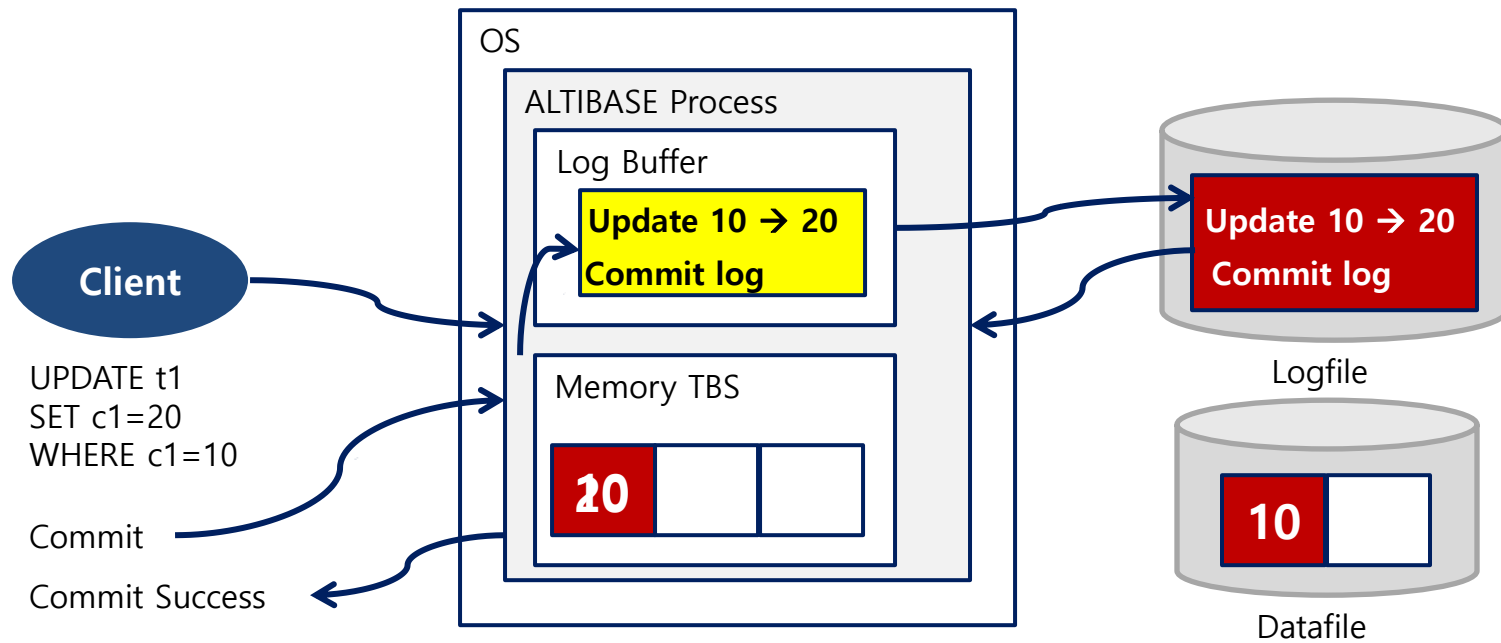 OS
ALTIBASE Process
Log Buffer
Update 10 → 20
Commit log
Update 10 → 20
Commit log
Logfile
Client
UPDATE t1
SET c1=20
WHERE c1=10
Commit
Commit Success
Memory TBS
10
Datafile